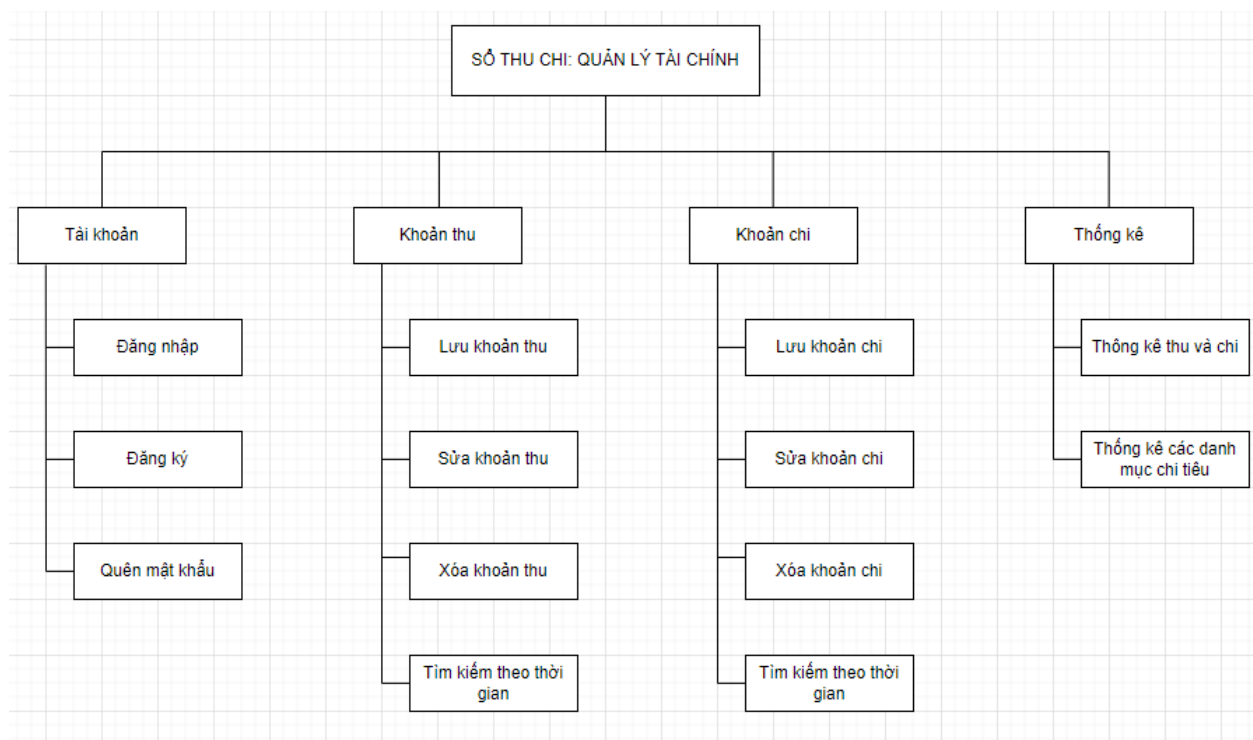 SỔ THU CHI: QUẢN LÝ TÀI CHÍNH
Tài khoản
Khoản thu
Khoản chi
Thống kê
Đăng nhập
Lưu khoản thu
Lưu khoản chi
Thông kê thu và chi
Đăng ký
Sửa khoản thu
Sửa khoản chi
Thống kê các danh
mục chi tiêu
Quên mật khẩu
Xóa khoản thu
Xóa khoản chi
Tìm kiếm theo thời
gian
Tìm kiếm theo thời
gian